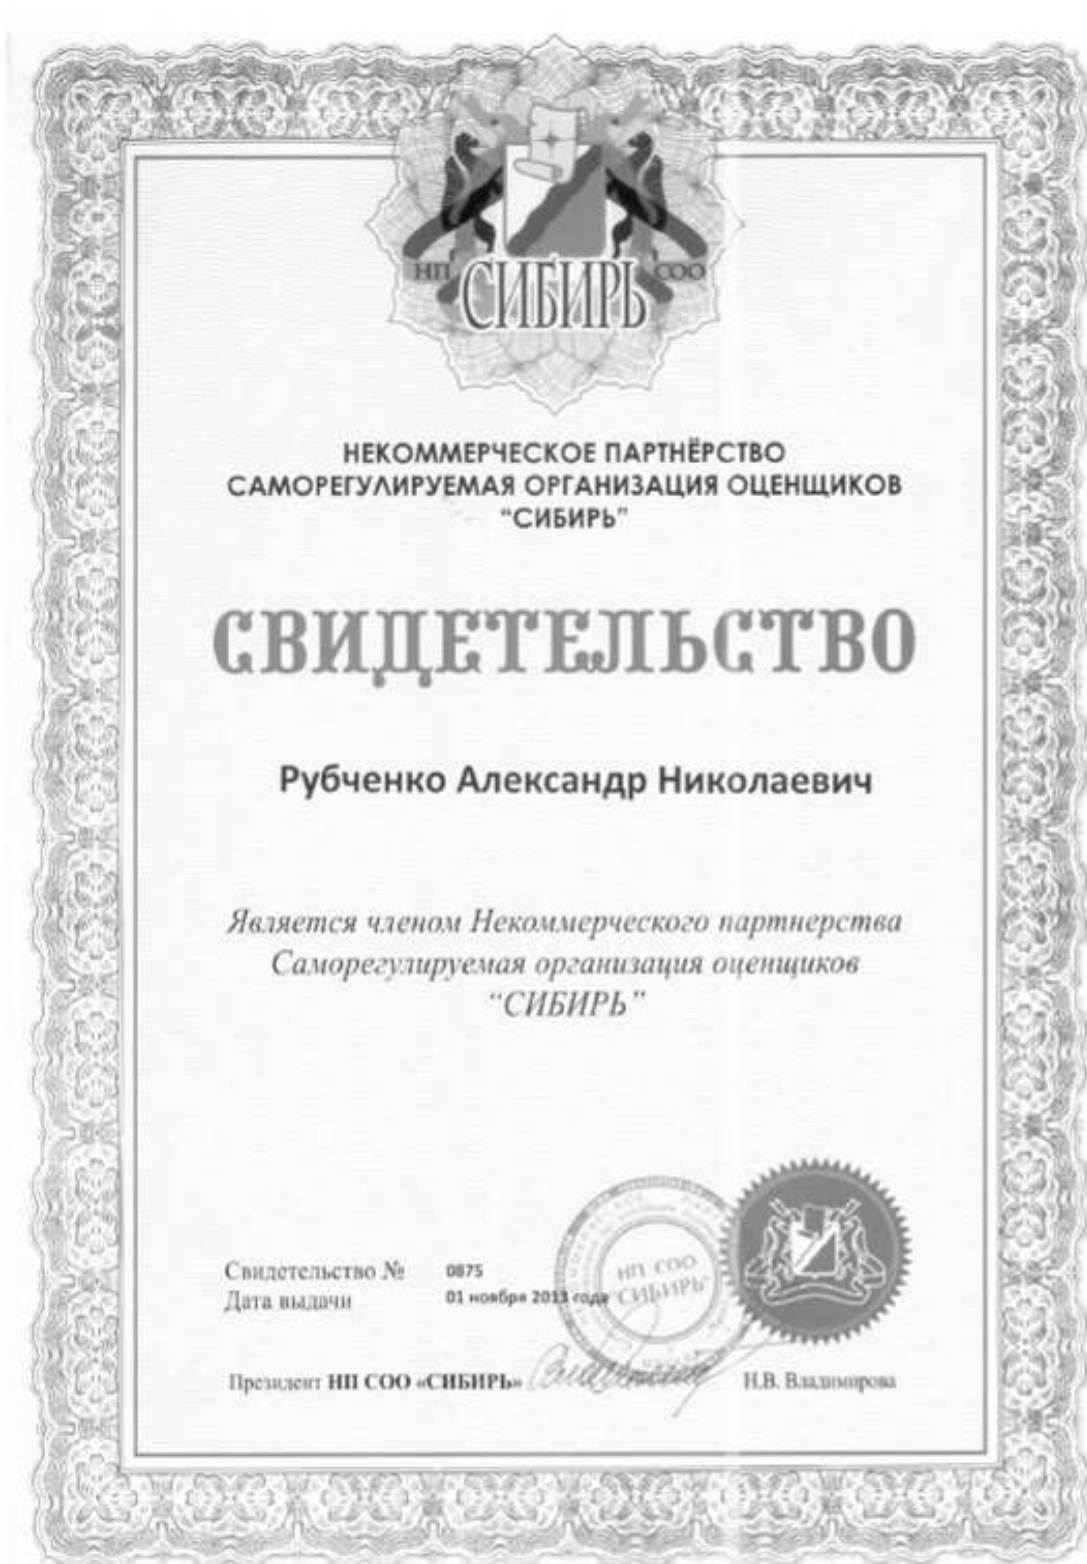 НП СОО
СИБИРЬ
НЕКОММЕРЧЕСКОЕ ПАРТНЁРСТВО
САМОРЕГУЛИРУЕМАЯ ОРГАНИЗАЦИЯ ОЦЕНЩИКОВ
“СИБИРЬ”
СВИДЕТЕЛЬСТВО
Рубченко Александр Николаевич
Является членом Некоммерческого партнерства
Саморегулируемая организация оценщиков
“СИБИРЬ”
НП СОО
"СИБИРЬ"
Свидетельство № 0875
Дата выдачи 01 ноября 2013 года
Президент НП СОО «СИБИРЬ» Н.В. Владимирова